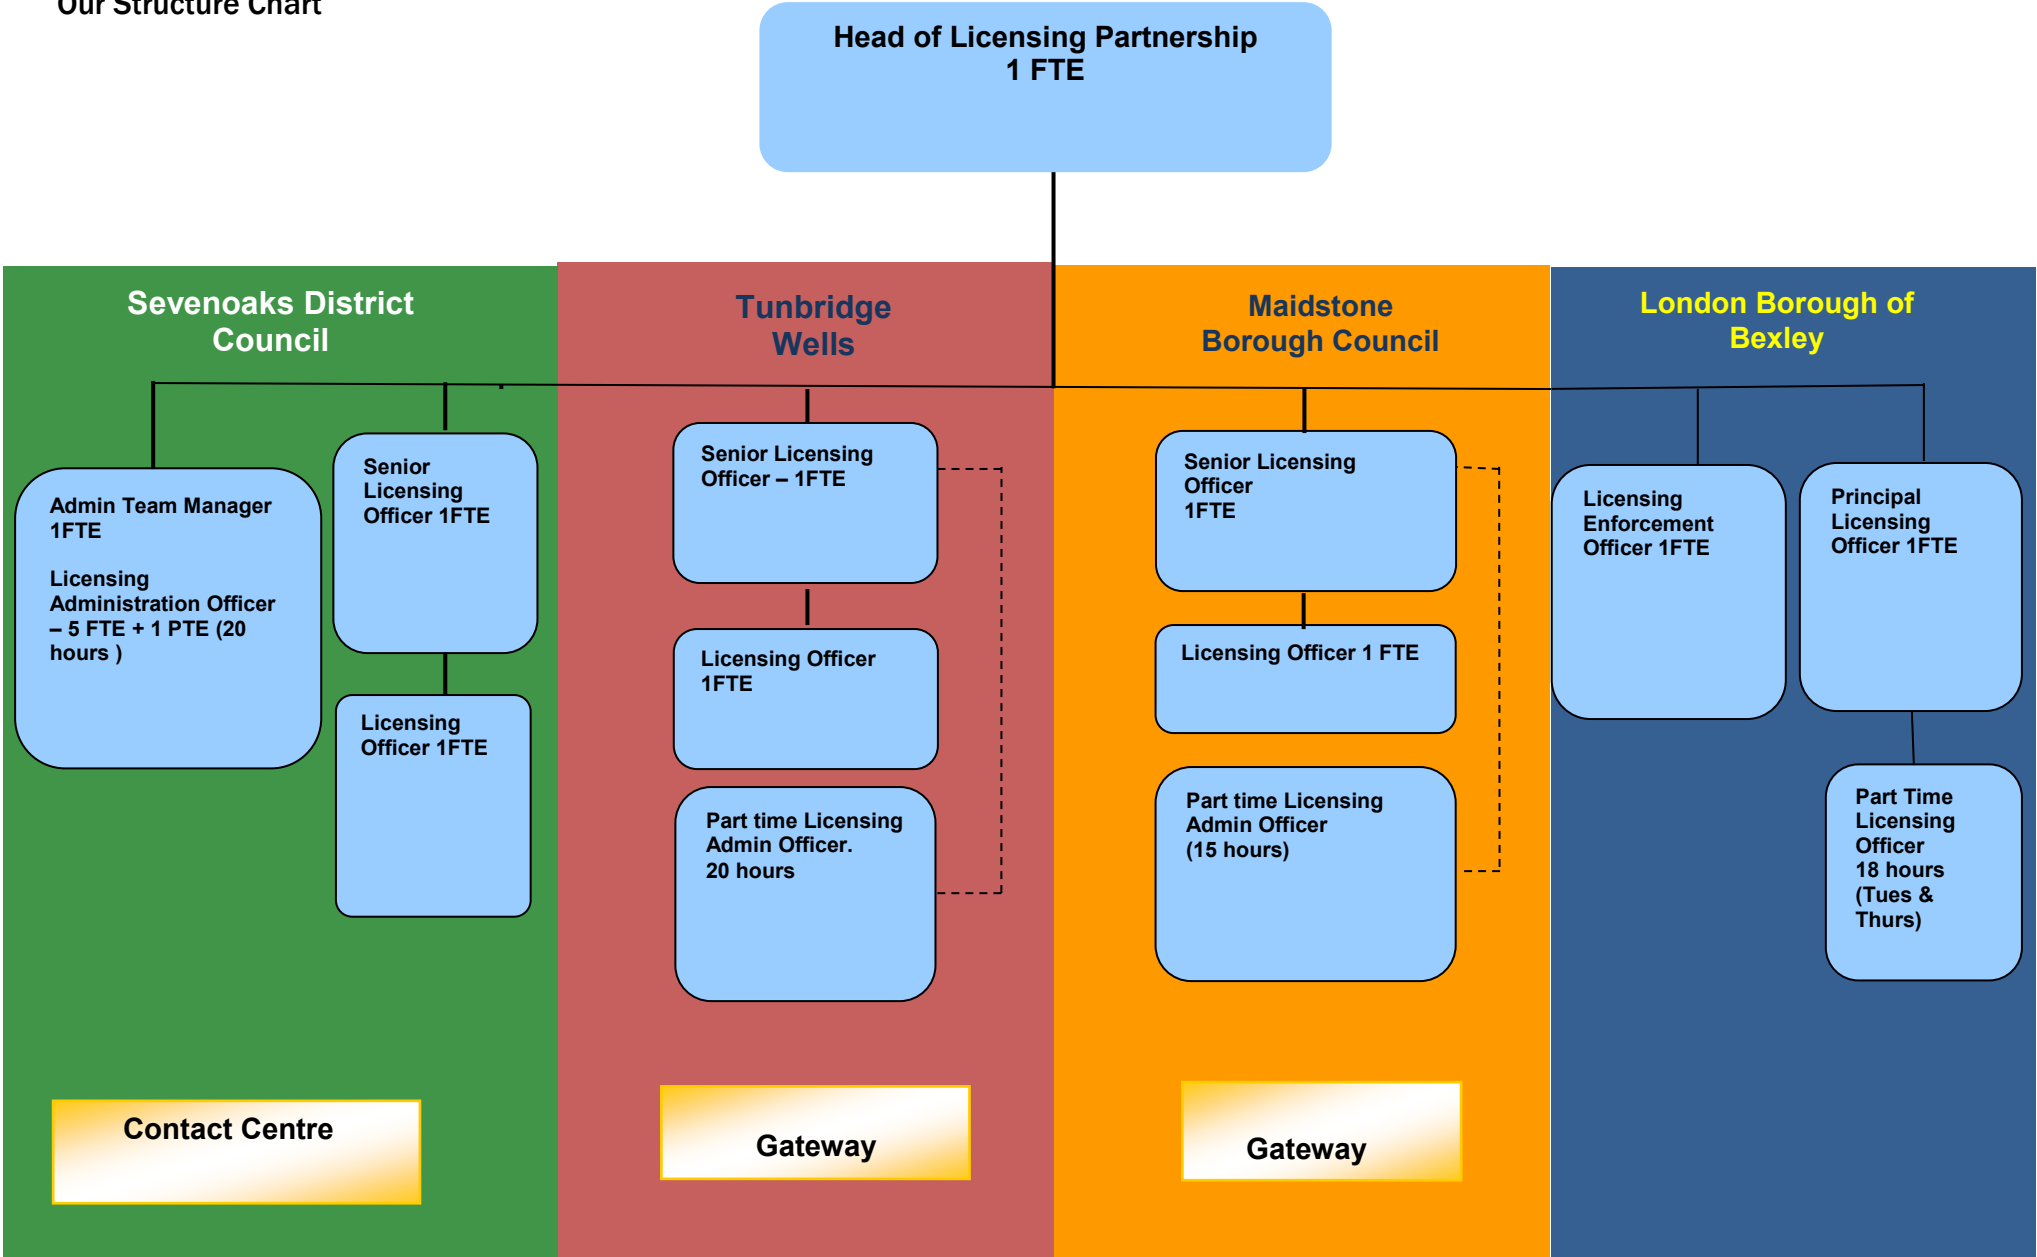 Our Structure Chart
Head of Licensing Partnership
1 FTE
Sevenoaks District
Council
Admin Team Manager
1FTE
Licensing
Administration Officer
– 5 FTE + 1 PTE (20
hours )
Senior
Licensing
Officer 1FTE
Licensing
Officer 1FTE
Contact Centre
Tunbridge
Wells
Senior Licensing
Officer – 1FTE
Licensing Officer
1FTE
Part time Licensing
Admin Officer.
20 hours
Gateway
Maidstone
Borough Council
Senior Licensing
Officer
1FTE
Licensing Officer 1 FTE
Part time Licensing
Admin Officer
(15 hours)
Gateway
London Borough of
Bexley
Licensing
Enforcement
Officer 1FTE
Principal
Licensing
Officer 1FTE
Part Time
Licensing
Officer
18 hours
(Tues &
Thurs)